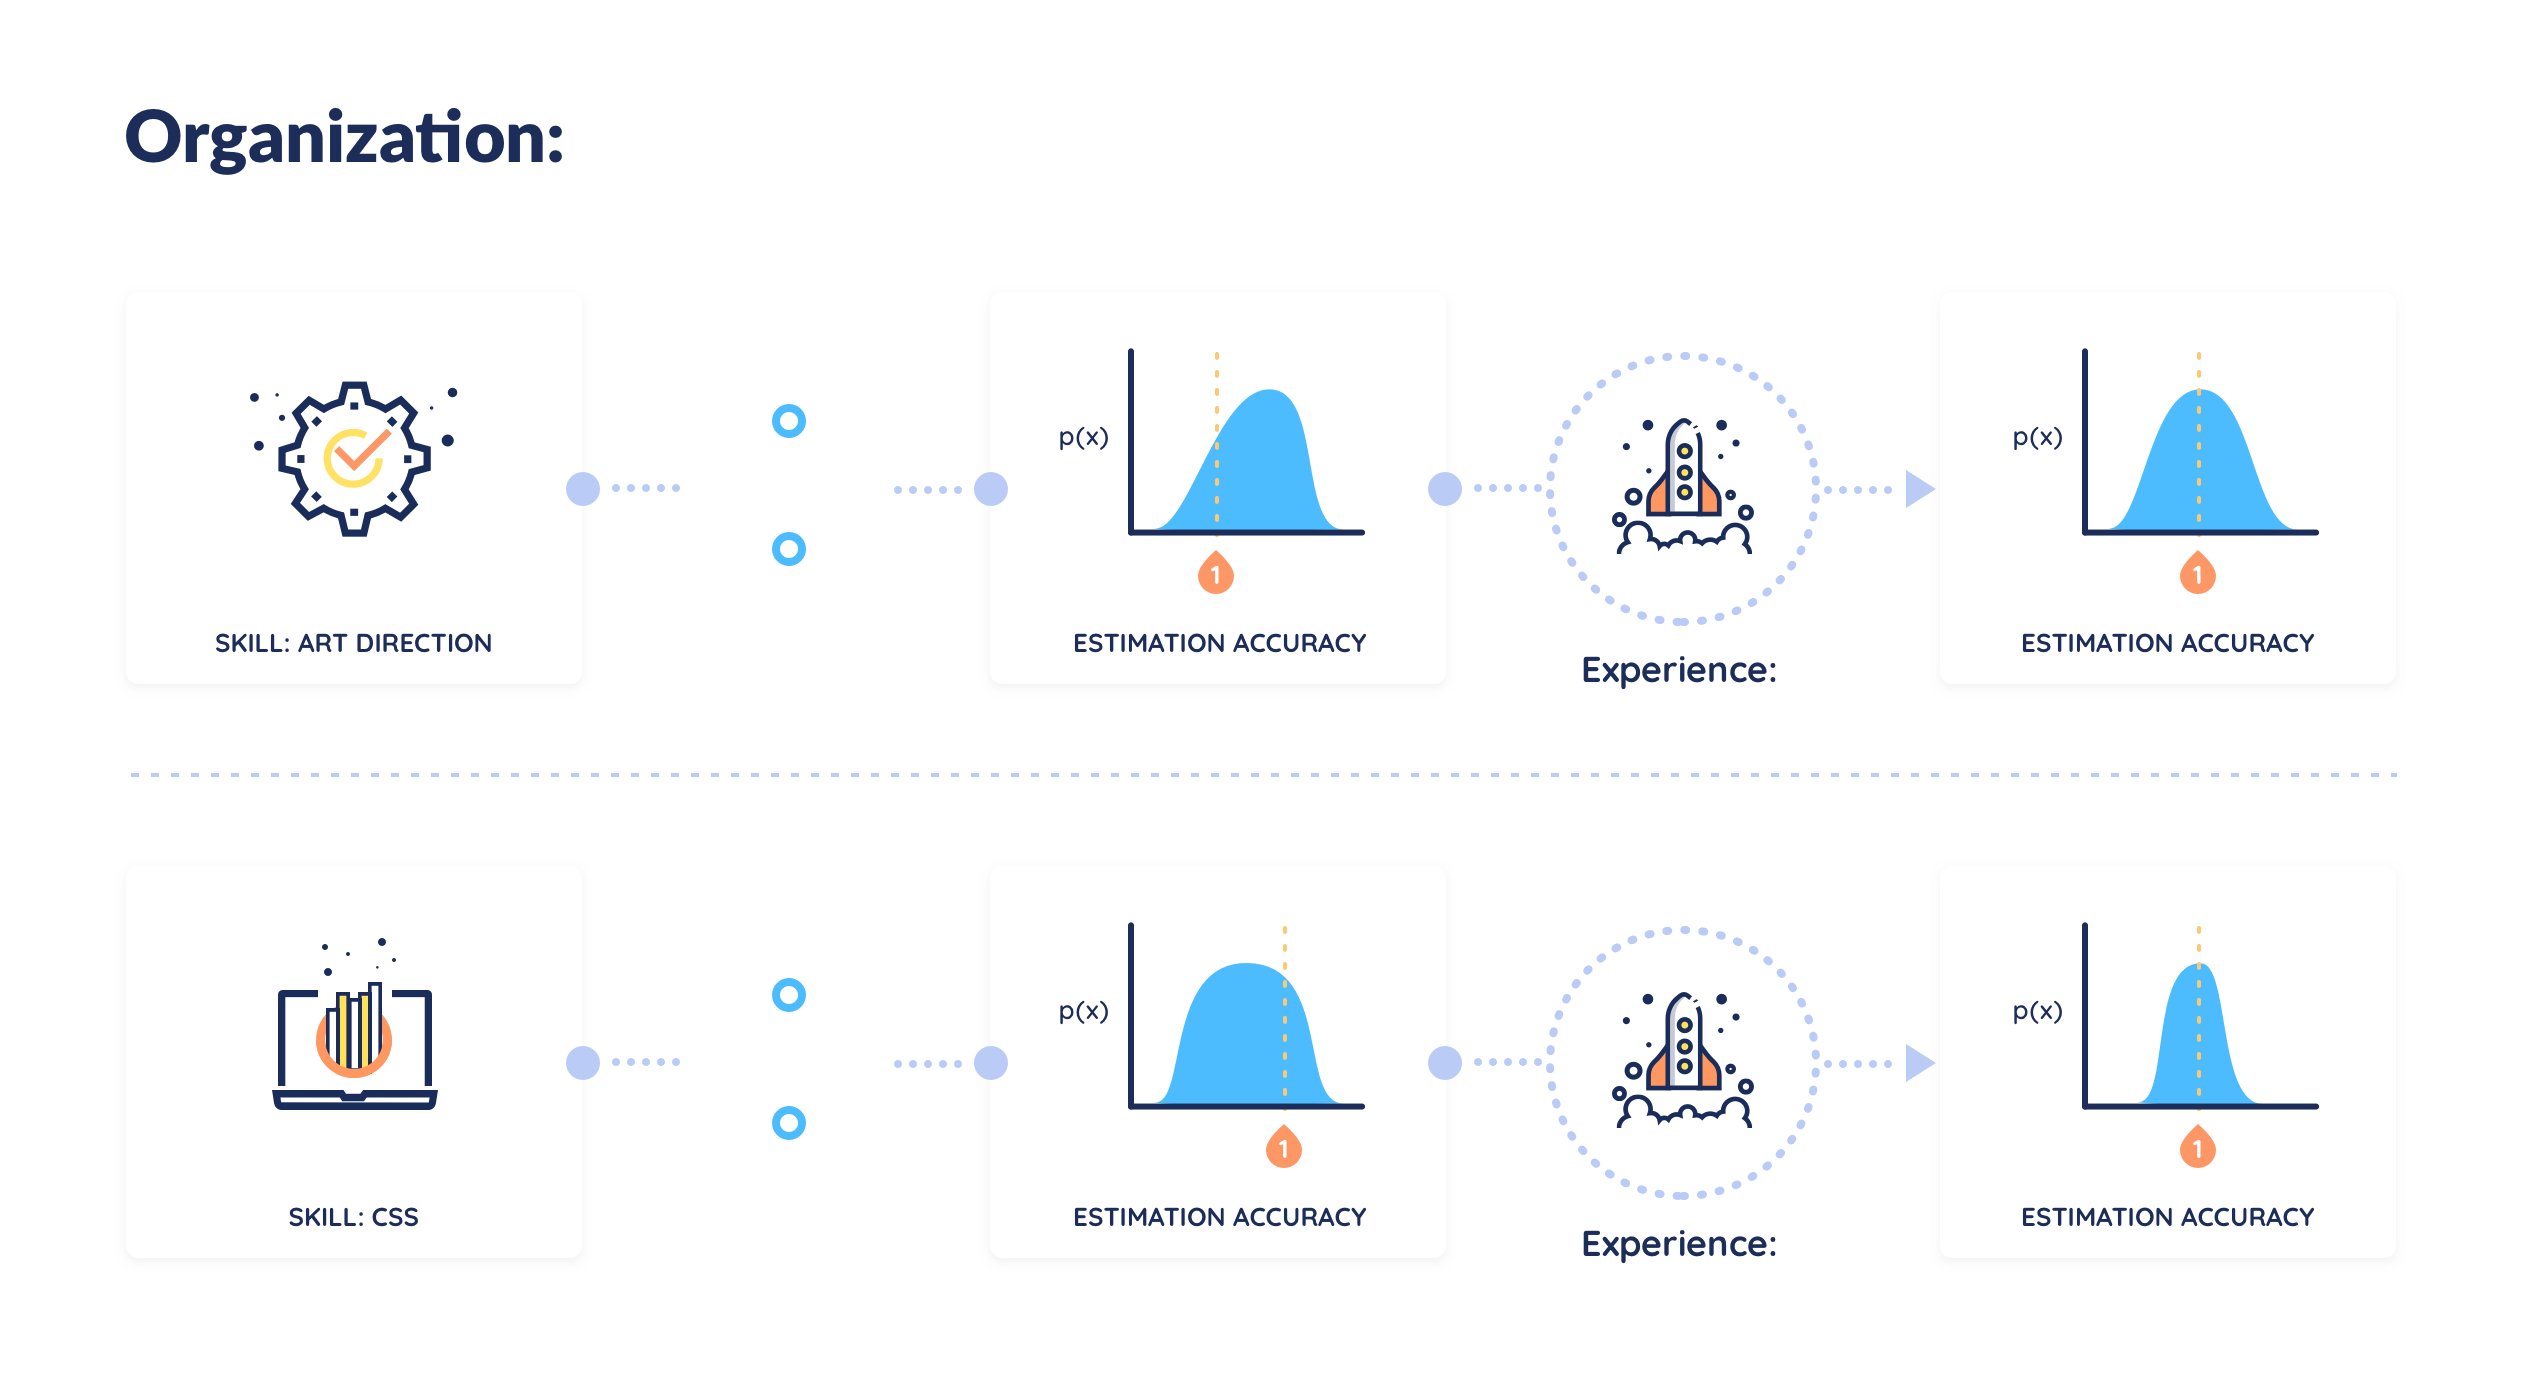 Organization:
p(x)
1
p(x)
1
SKILL: ART DIRECTION
ESTIMATION ACCURACY
Experience:
ESTIMATION ACCURACY
p(x)
1
p(x)
1
SKILL: CSS
ESTIMATION ACCURACY
Experience:
ESTIMATION ACCURACY